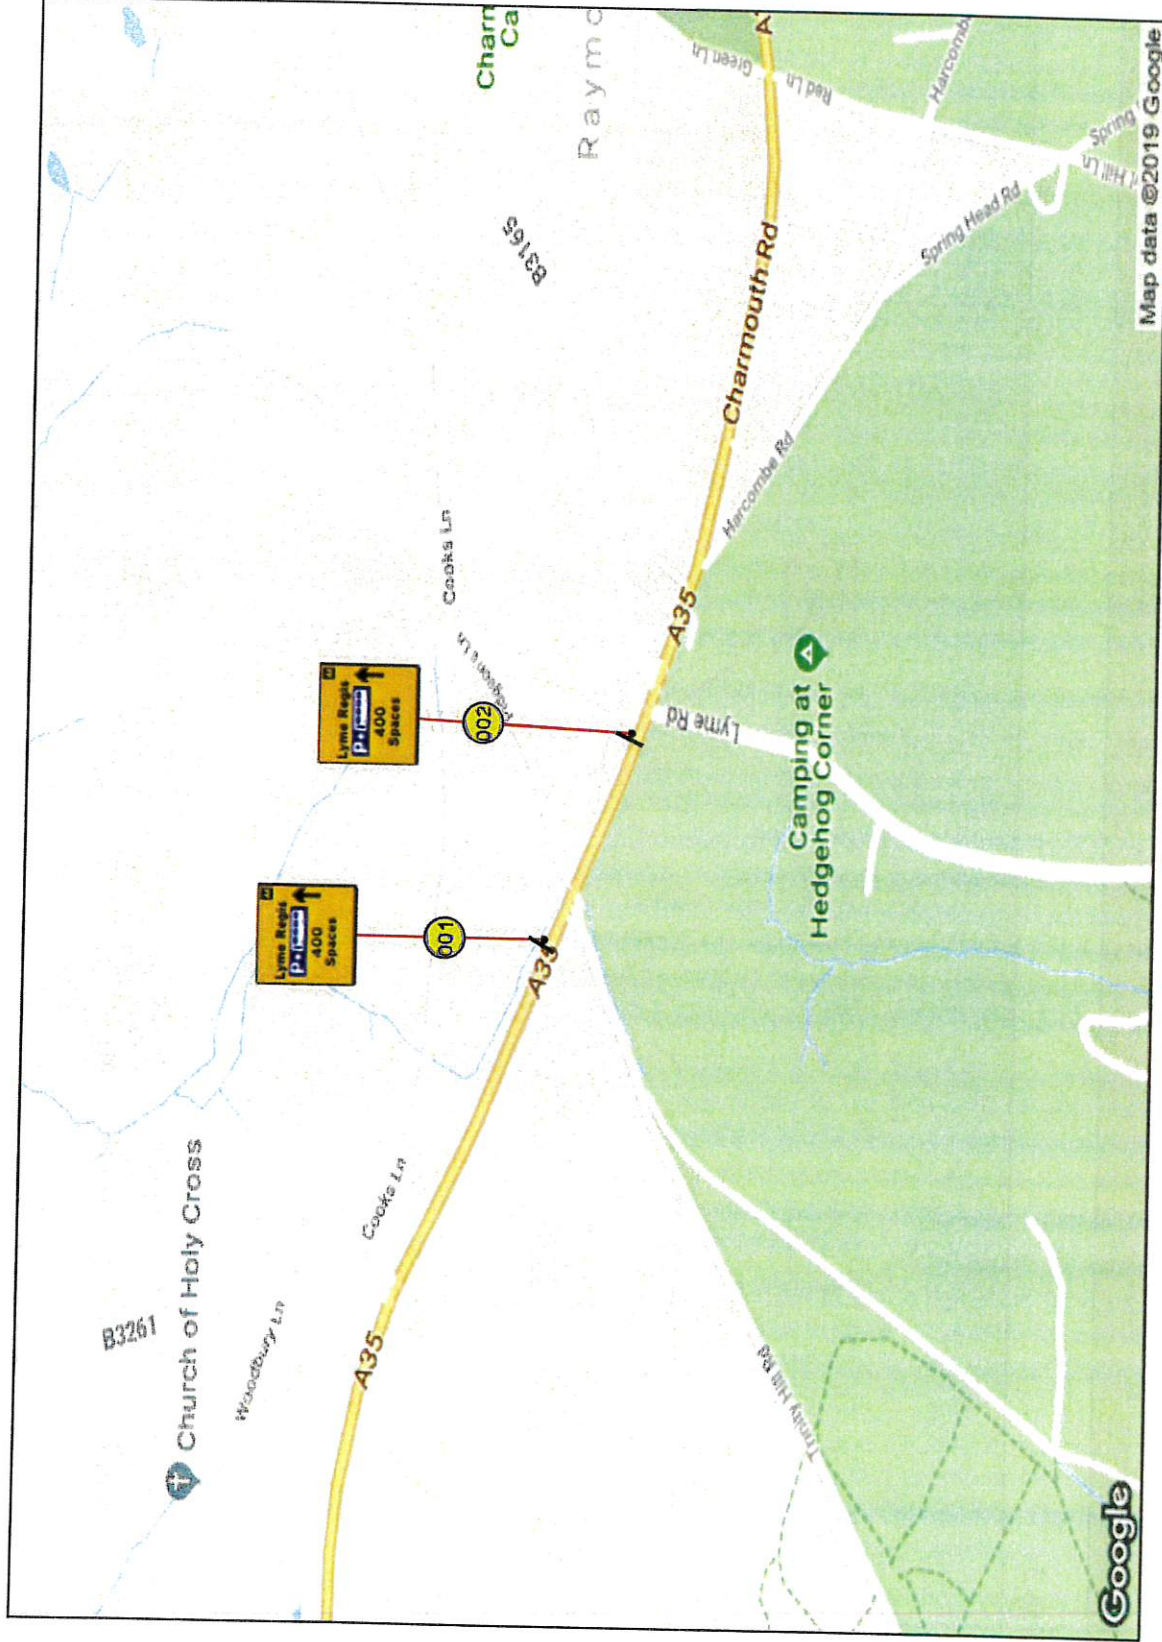 Church of Holy Cross
B3261
Woodbury Ln
Cooks Ln
A35
A35
Lyme Regis
P+
400
Spaces
001
Lyme Regis
P+
400
Spaces
002
Cooks Ln
B3165
Charm
Ca
Raymo
A35
Charmouth Rd
Green Ln
Red Ln
Harcombe
Harcombe Rd
Spring Head Rd
Spring
Hill Ln
Lyme Rd
Camping at
Hedgehog Corner
Trinity Hill Rd
Google
Map data ©2019 Google